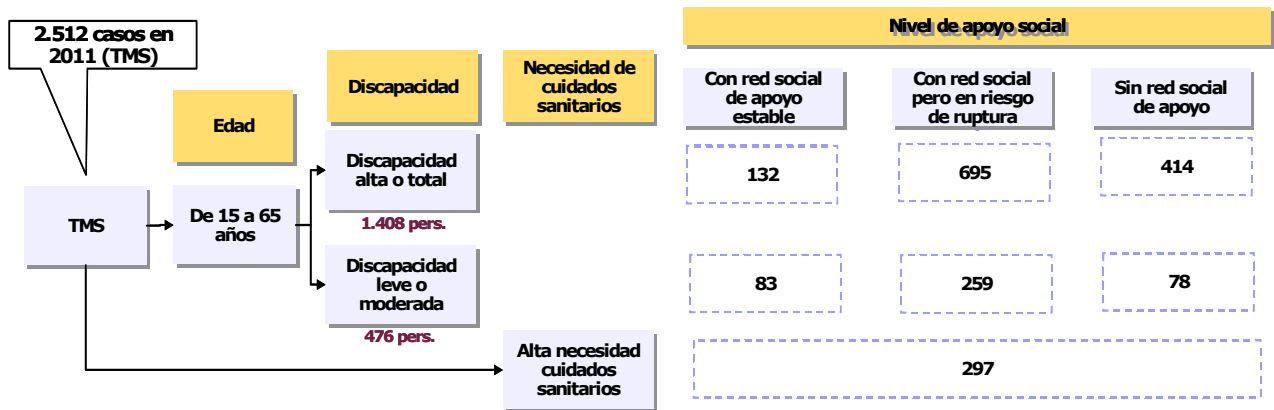 2.512 casos en
2011 (TMS)
Nivel de apoyo social
Edad
Discapacidad
Necesidad de
cuidados
sanitarios
Con red social
de apoyo
estable
Con red social
pero en riesgo
de ruptura
Sin red social
de apoyo
TMS
De 15 a 65
años
Discapacidad
alta o total
1.408 pers.
132
695
414
Discapacidad
leve o
moderada
476 pers.
83
259
78
Alta necesidad
cuidados
sanitarios
297